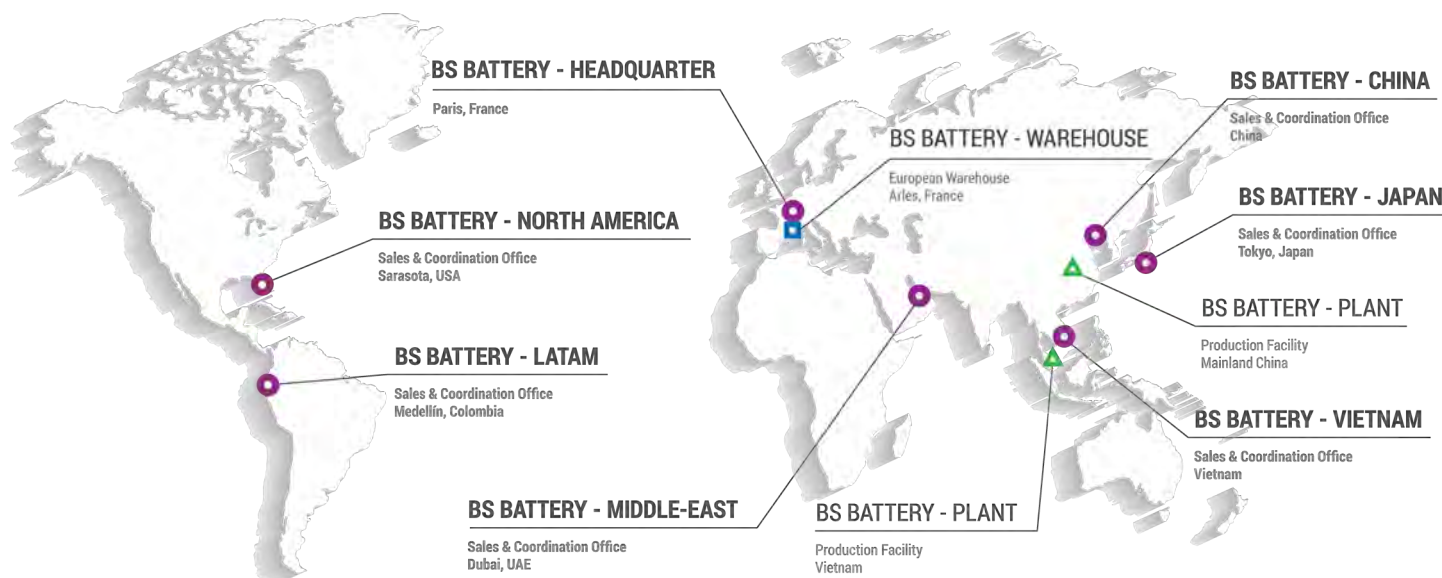 BS BATTERY - HEADQUARTER
Paris, France
BS BATTERY - CHINA
Sales & Coordination Office
China
BS BATTERY - WAREHOUSE
European Warehouse
Arles, France
BS BATTERY - JAPAN
Sales & Coordination Office
Tokyo, Japan
BS BATTERY - NORTH AMERICA
Sales & Coordination Office
Sarasota, USA
BS BATTERY - PLANT
Production Facility
Mainland China
BS BATTERY - LATAM
Sales & Coordination Office
Medellín, Colombia
BS BATTERY - VIETNAM
Sales & Coordination Office
Vietnam
BS BATTERY - MIDDLE-EAST
Sales & Coordination Office
Dubai, UAE
BS BATTERY - PLANT
Production Facility
Vietnam